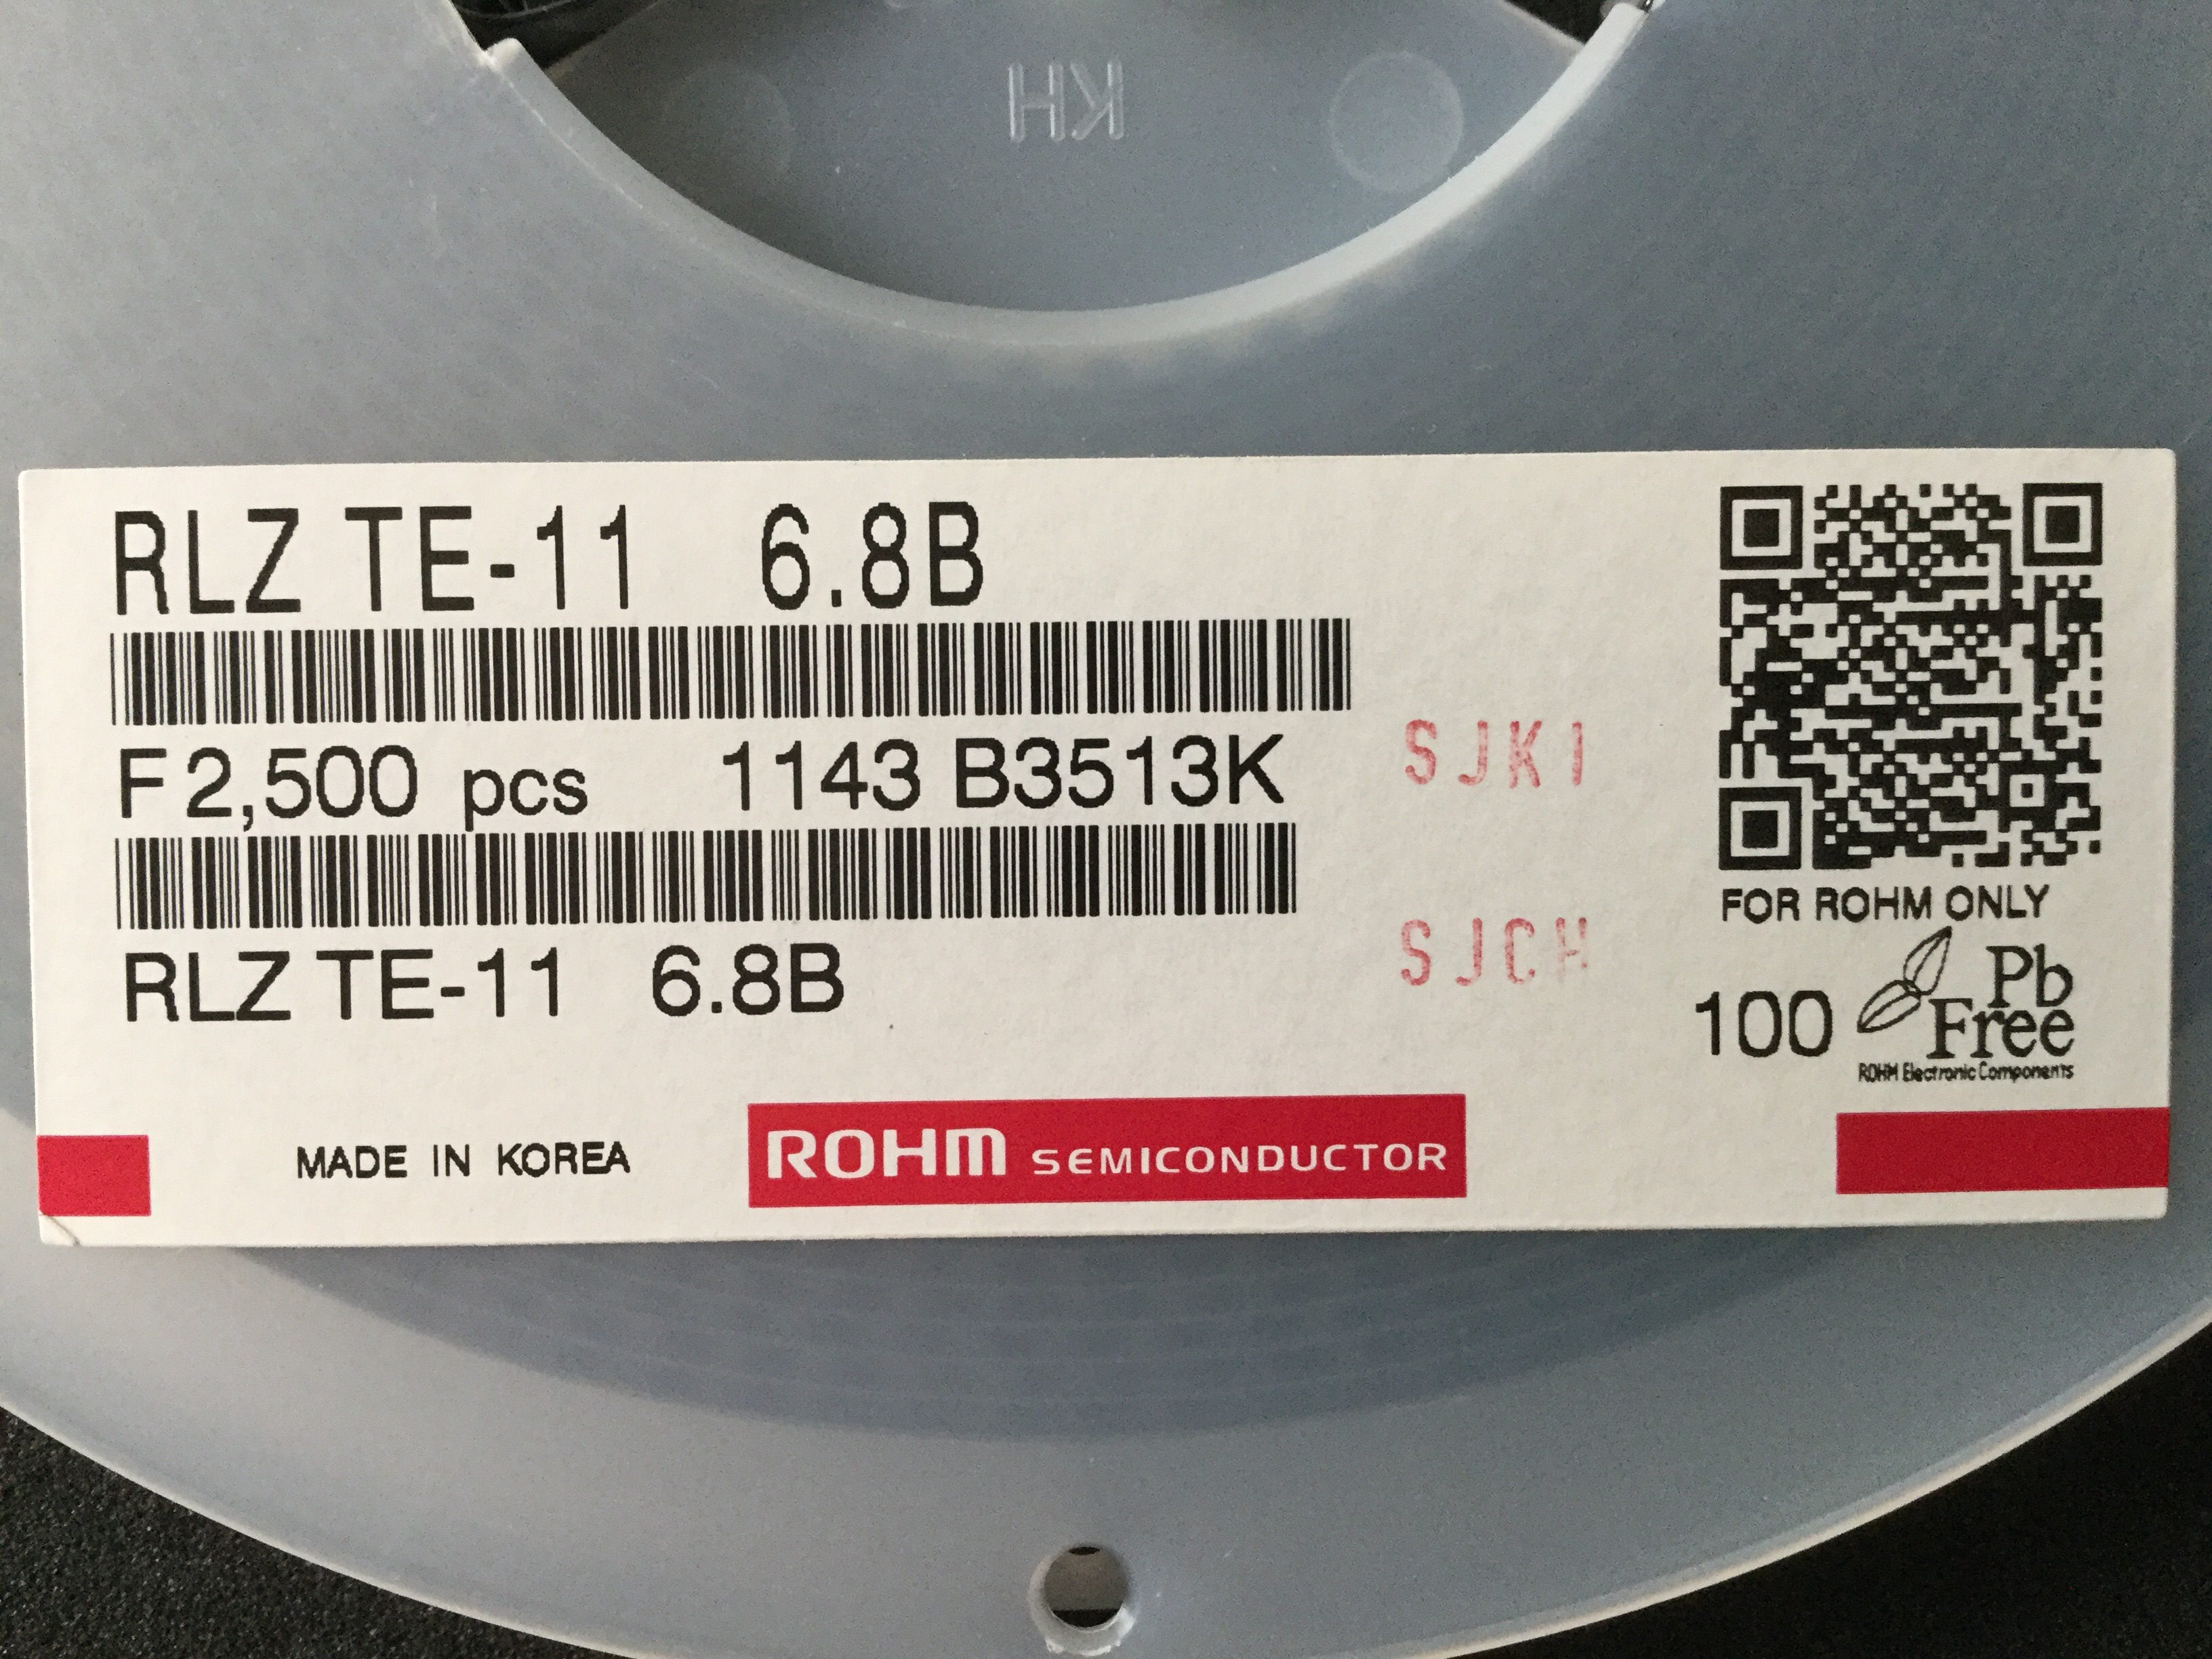 KH
RLZ TE-11 6.8B
F 2,500 pcs 1143 B3513K
SJK1
SJCH
RLZ TE-11 6.8B
FOR ROHM ONLY
100
Pb
Free
ROHM Electronic Components
MADE IN KOREA
ROHM SEMICONDUCTOR